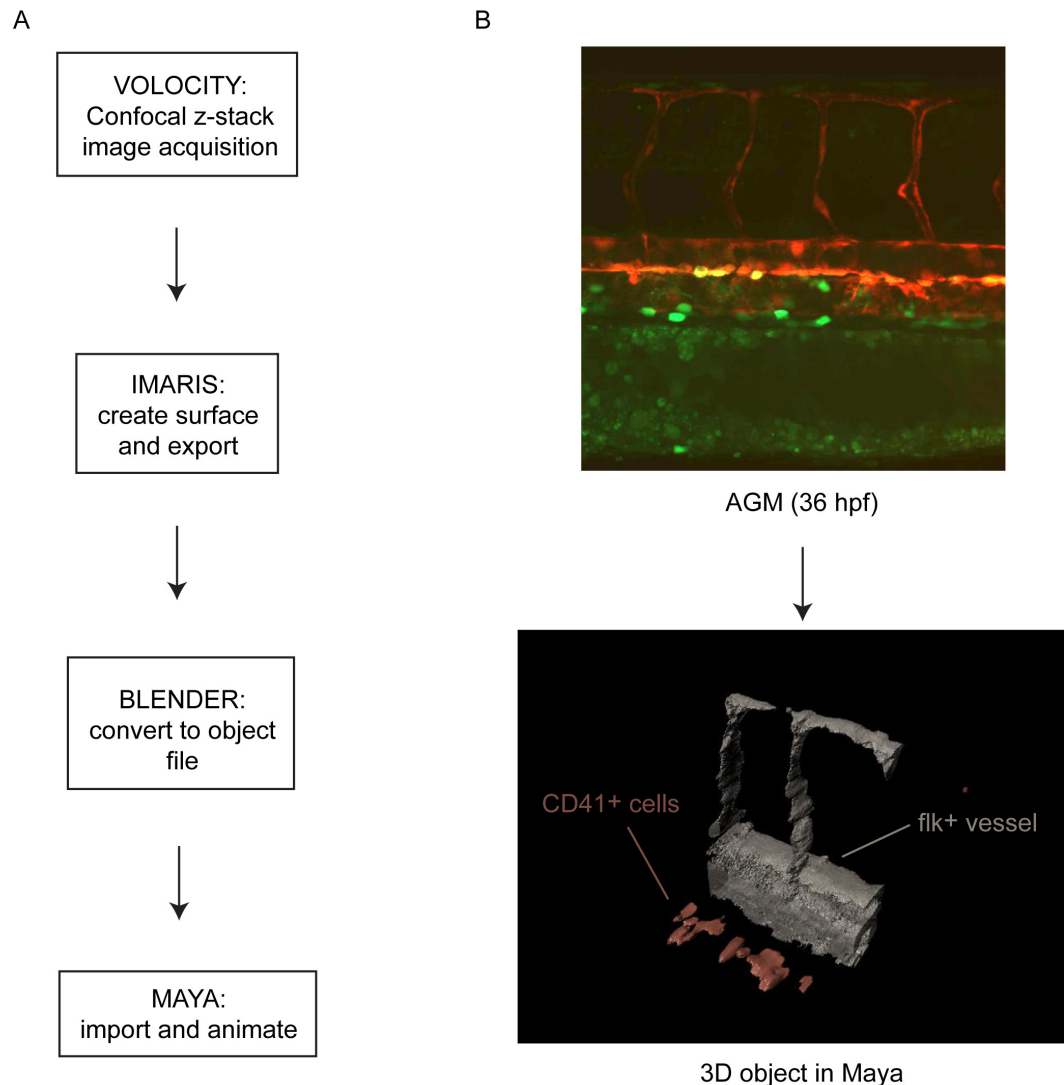 A
VOLOCITY:
Confocal z-stack
image acquisition
IMARIS:
create surface
and export
BLENDER:
convert to object
file
MAYA:
import and animate
B
AGM (36 hpf)
CD41+ cells
flk+ vessel
3D object in Maya